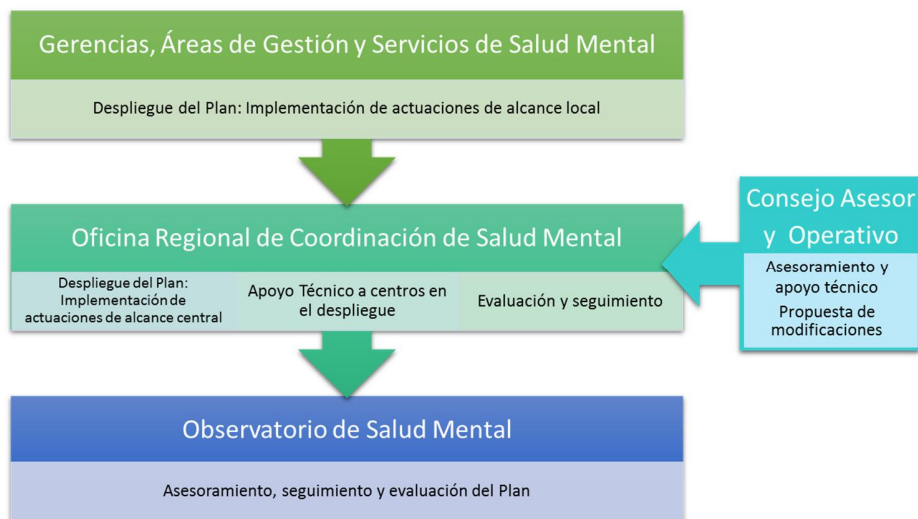 Gerencias, Áreas de Gestión y Servicios de Salud Mental
Despliegue del Plan: Implementación de actuaciones de alcance local
Oficina Regional de Coordinación de Salud Mental
Despliegue del Plan:
Implementación de
actuaciones de alcance central
Apoyo Técnico a centros en
el despliegue
Evaluación y seguimiento
Consejo Asesor
y Operativo
Asesoramiento y
apoyo técnico
Propuesta de
modificaciones
Observatorio de Salud Mental
Asesoramiento, seguimiento y evaluación del Plan